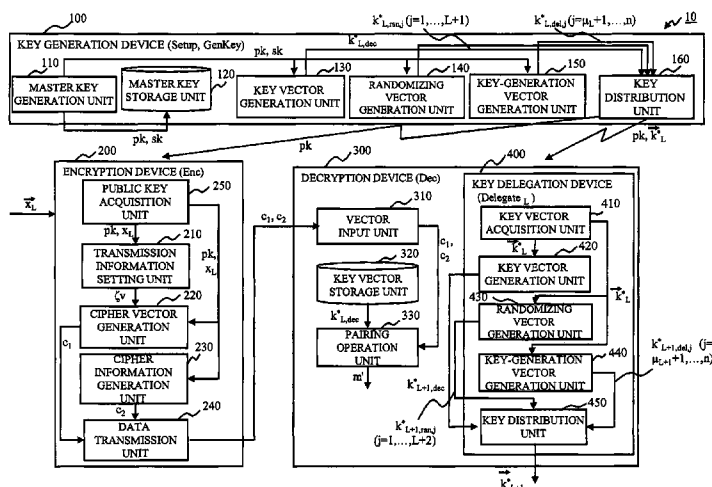 k*L,ran,j (j=1,...,L+1)
k*L,del,j (j=μL+1,...,n)
10
100
KEY GENERATION DEVICE (Setup, GenKey)
k*L,dec
pk, sk
110
MASTER KEY
GENERATION UNIT
120
MASTER KEY
STORAGE UNIT
130
KEY VECTOR
GENERATION UNIT
140
RANDOMIZING
VECTOR
GENERATION UNIT
150
KEY-GENERATION
VECTOR
GENERATION UNIT
160
KEY
DISTRIBUTION
UNIT
pk, sk
pk
pk, k*L
200
ENCRYPTION DEVICE (Enc)
xL
250
PUBLIC KEY
ACQUISITION
UNIT
pk, xL
210
TRANSMISSION
INFORMATION
SETTING UNIT
pk,
xL
ζv
220
CIPHER VECTOR
GENERATION UNIT
c1
230
CIPHER
INFORMATION
GENERATION
UNIT
c2
240
DATA
TRANSMISSION
UNIT
c1, c2
300
DECRYPTION DEVICE (Dec)
310
VECTOR
INPUT UNIT
c1,
c2
320
KEY VECTOR
STORAGE UNIT
k*L,dec
330
PAIRING
OPERATION
UNIT
m'
400
KEY DELEGATION DEVICE
(Delegate L)
410
KEY VECTOR
ACQUISITION UNIT
k*L
420
KEY VECTOR
GENERATION UNIT
k*L
430
RANDOMIZING
VECTOR
GENERATION UNIT
440
KEY-GENERATION
VECTOR
GENERATION UNIT
k*L+1,del,j (j=
μL+1+1,...,n)
k*L+1,dec
450
KEY DISTRIBUTION
UNIT
k*L+1,ran,j
(j=1,...,L+2)